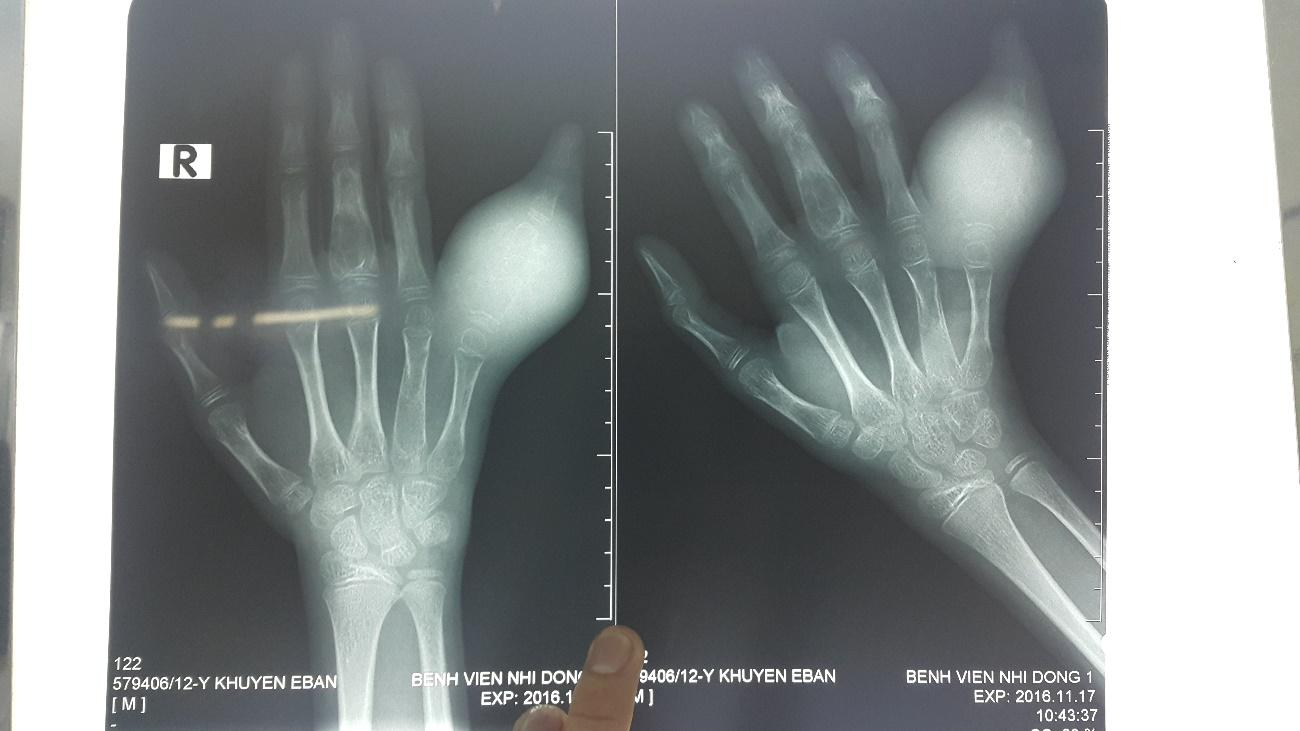 R
122
579406/12-Y KHUYEN EBAN
[ M ]
BENH VIEN NHI DONG
EXP: 2016.1
9406/12-Y KHUYEN EBAN
M ]
BENH VIEN NHI DONG 1
EXP: 2016.11.17
10:43:37